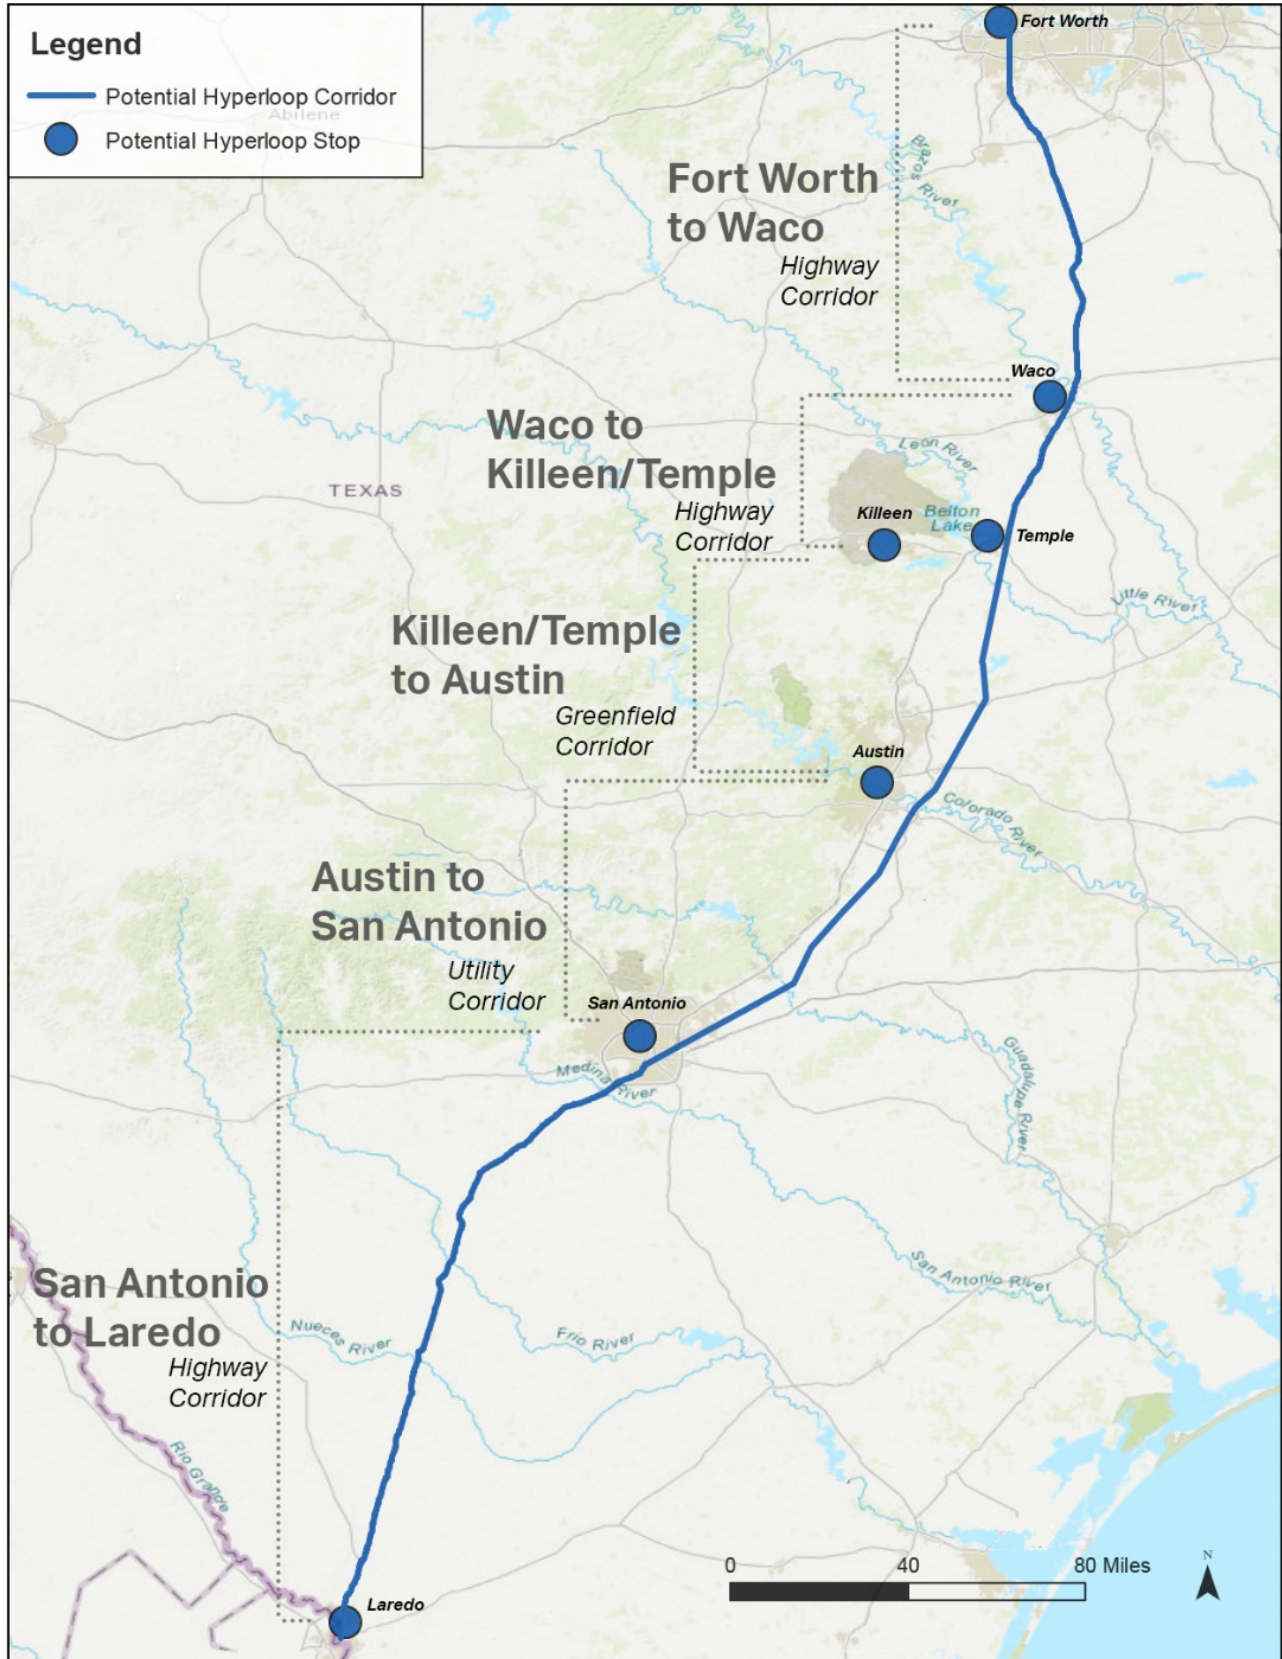 Legend
Potential Hyperloop Corridor
Abilene
Potential Hyperloop Stop
Fort Worth
Brazos River
Fort Worth
to Waco
Highway
Corridor
Waco
Waco to
Killeen/Temple
Highway
Corridor
León River
TEXAS
Killeen
Belton
Lake
Temple
Little River
Killeen/Temple
to Austin
Greenfield
Corridor
Austin
Colorado River
Austin to
San Antonio
Utility
Corridor
San Antonio
Medina River
Guadalupe River
San Antonio River
San Antonio
to Laredo
Highway
Corridor
Nueces River
Frio River
Rio Grande
Laredo
0 40 80 Miles
N